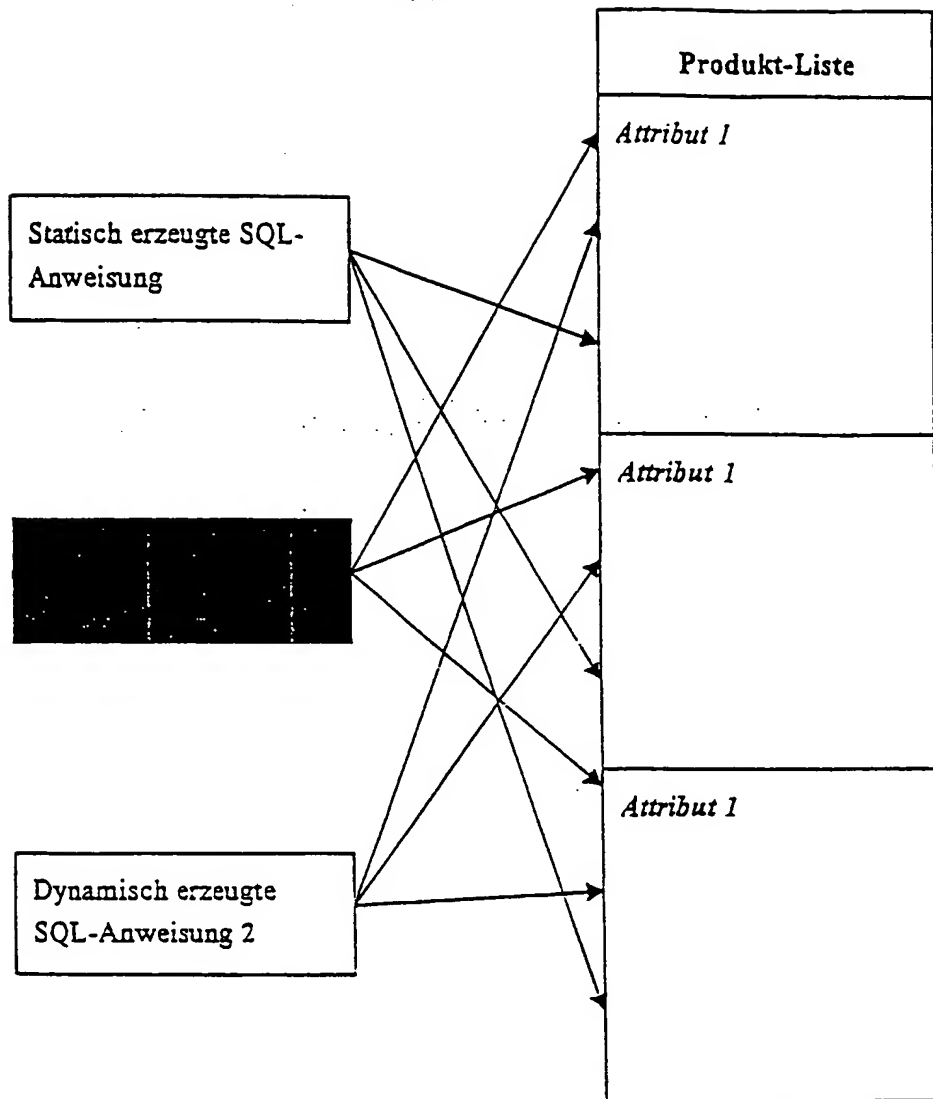 Produkt-Liste
Attribut 1
Statisch erzeugte SQL-
Anweisung
Attribut 1
Attribut 1
Dynamisch erzeugte
SQL-Anweisung 2